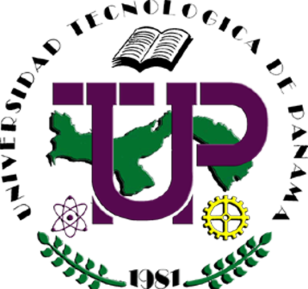 UNIVERSIDAD TECNOLOGICA DE PANAMA
UTP
1981